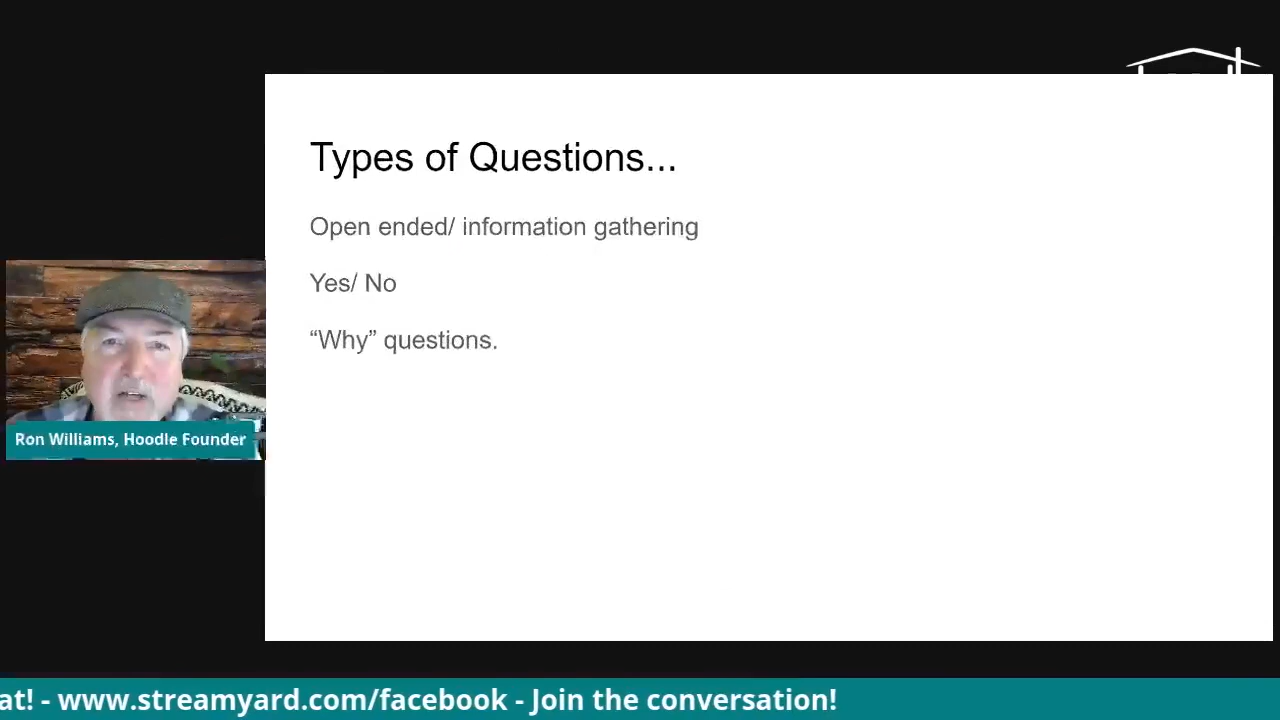 Types of Questions...
Open ended/ information gathering
Yes/ No
“Why” questions.
Ron Williams, Hoodle Founder
at! - www.streamyard.com/facebook - Join the conversation!